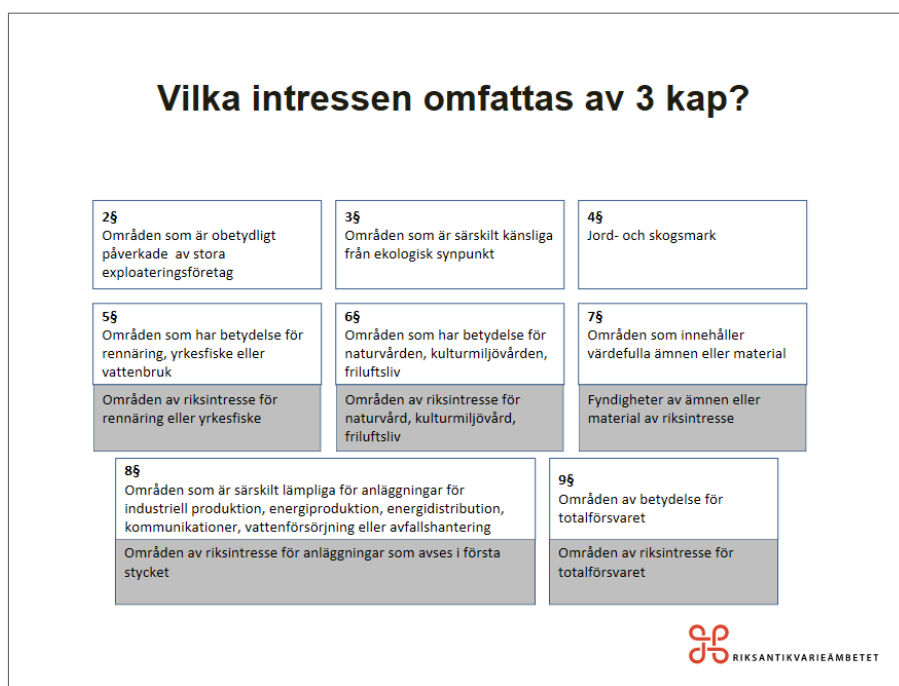 Vilka intressen omfattas av 3 kap?
2§
Områden som är obetydligt
påverkade av stora
exploateringsföretag
3§
Områden som är särskilt känsliga
från ekologisk synpunkt
4§
Jord- och skogsmark
5§
Områden som har betydelse för
rennäring, yrkesfiske eller
vattenbruk
Områden av riksintresse för
rennäring eller yrkesfiske
6§
Områden som har betydelse för
naturvården, kulturmiljövården,
friluftsliv
Områden av riksintresse för
naturvård, kulturmiljövård,
friluftsliv
7§
Områden som innehåller
värdefulla ämnen eller material
Fyndigheter av ämnen eller
material av riksintresse
8§
Områden som är särskilt lämpliga för anläggningar för
industriell produktion, energiproduktion, energidistribution,
kommunikationer, vattenförsörjning eller avfallshantering
Områden av riksintresse för anläggningar som avses i första
stycket
9§
Områden av betydelse för
totalförsvaret
Områden av riksintresse för
totalförsvaret
RIKSANTIKVARIEÄMBETET